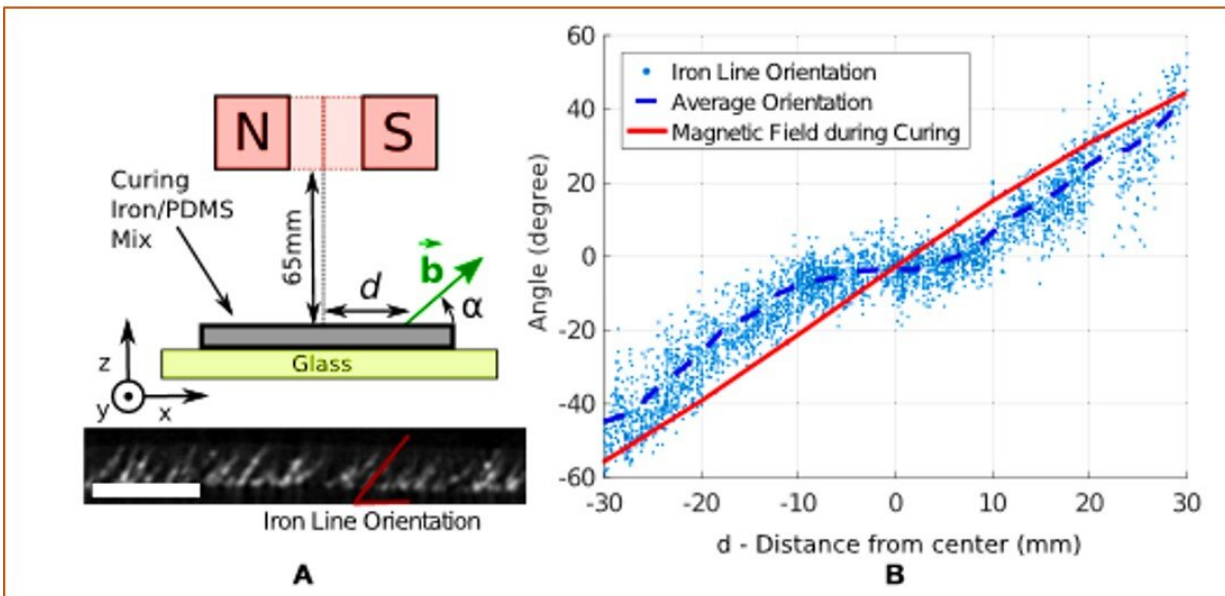 N
S
Curing
Iron/PDMS
Mix
65mm
d
b
α
Glass
z
y
x
Iron Line Orientation
A
60
40
20
0
-20
-40
-60
Angle (degree)
Iron Line Orientation
Average Orientation
Magnetic Field during Curing
-30
-20
-10
0
10
20
30
d - Distance from center (mm)
B